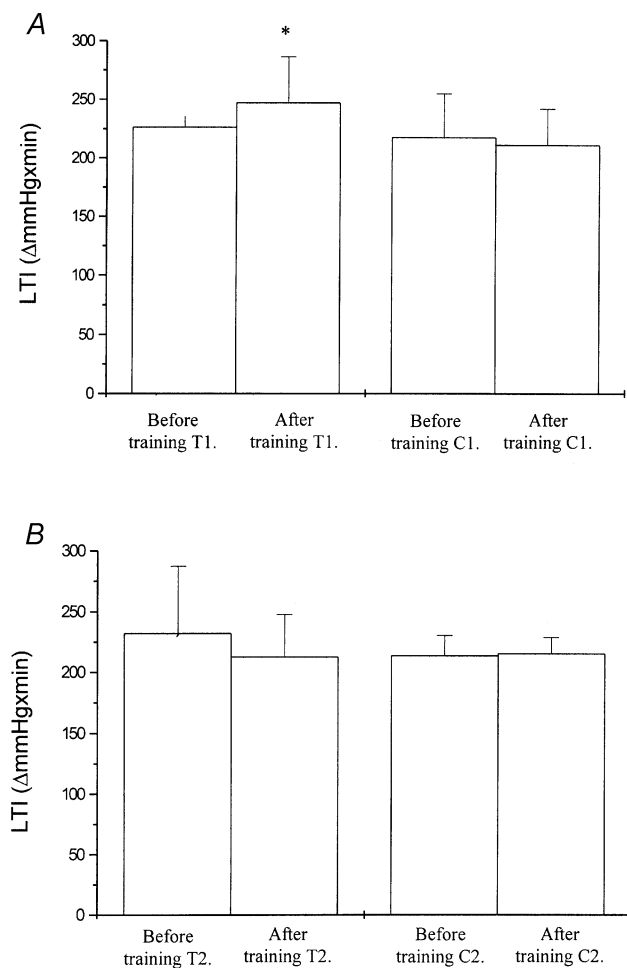 A
*
LTI (ΔmmHgxmin)
300
250
200
150
100
50
0
Before training T1.
After training T1.
Before training C1.
After training C1.
B
LTI (ΔmmHgxmin)
300
250
200
150
100
50
0
Before training T2.
After training T2.
Before training C2.
After training C2.